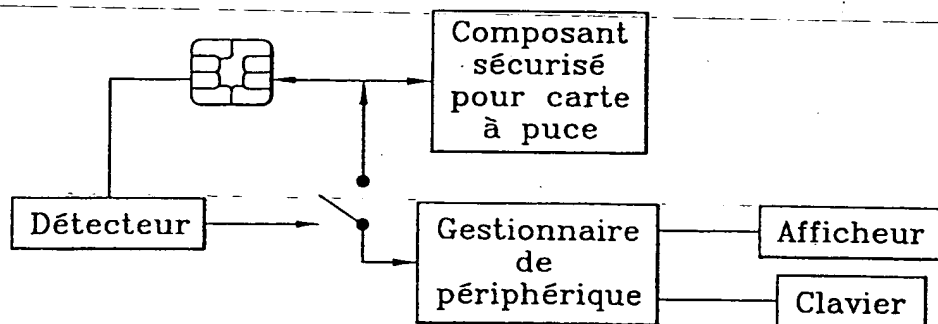 Composant
sécurisé
pour carte
à puce
Détecteur
Gestionnaire
de
périphérique
Afficheur
Clavier